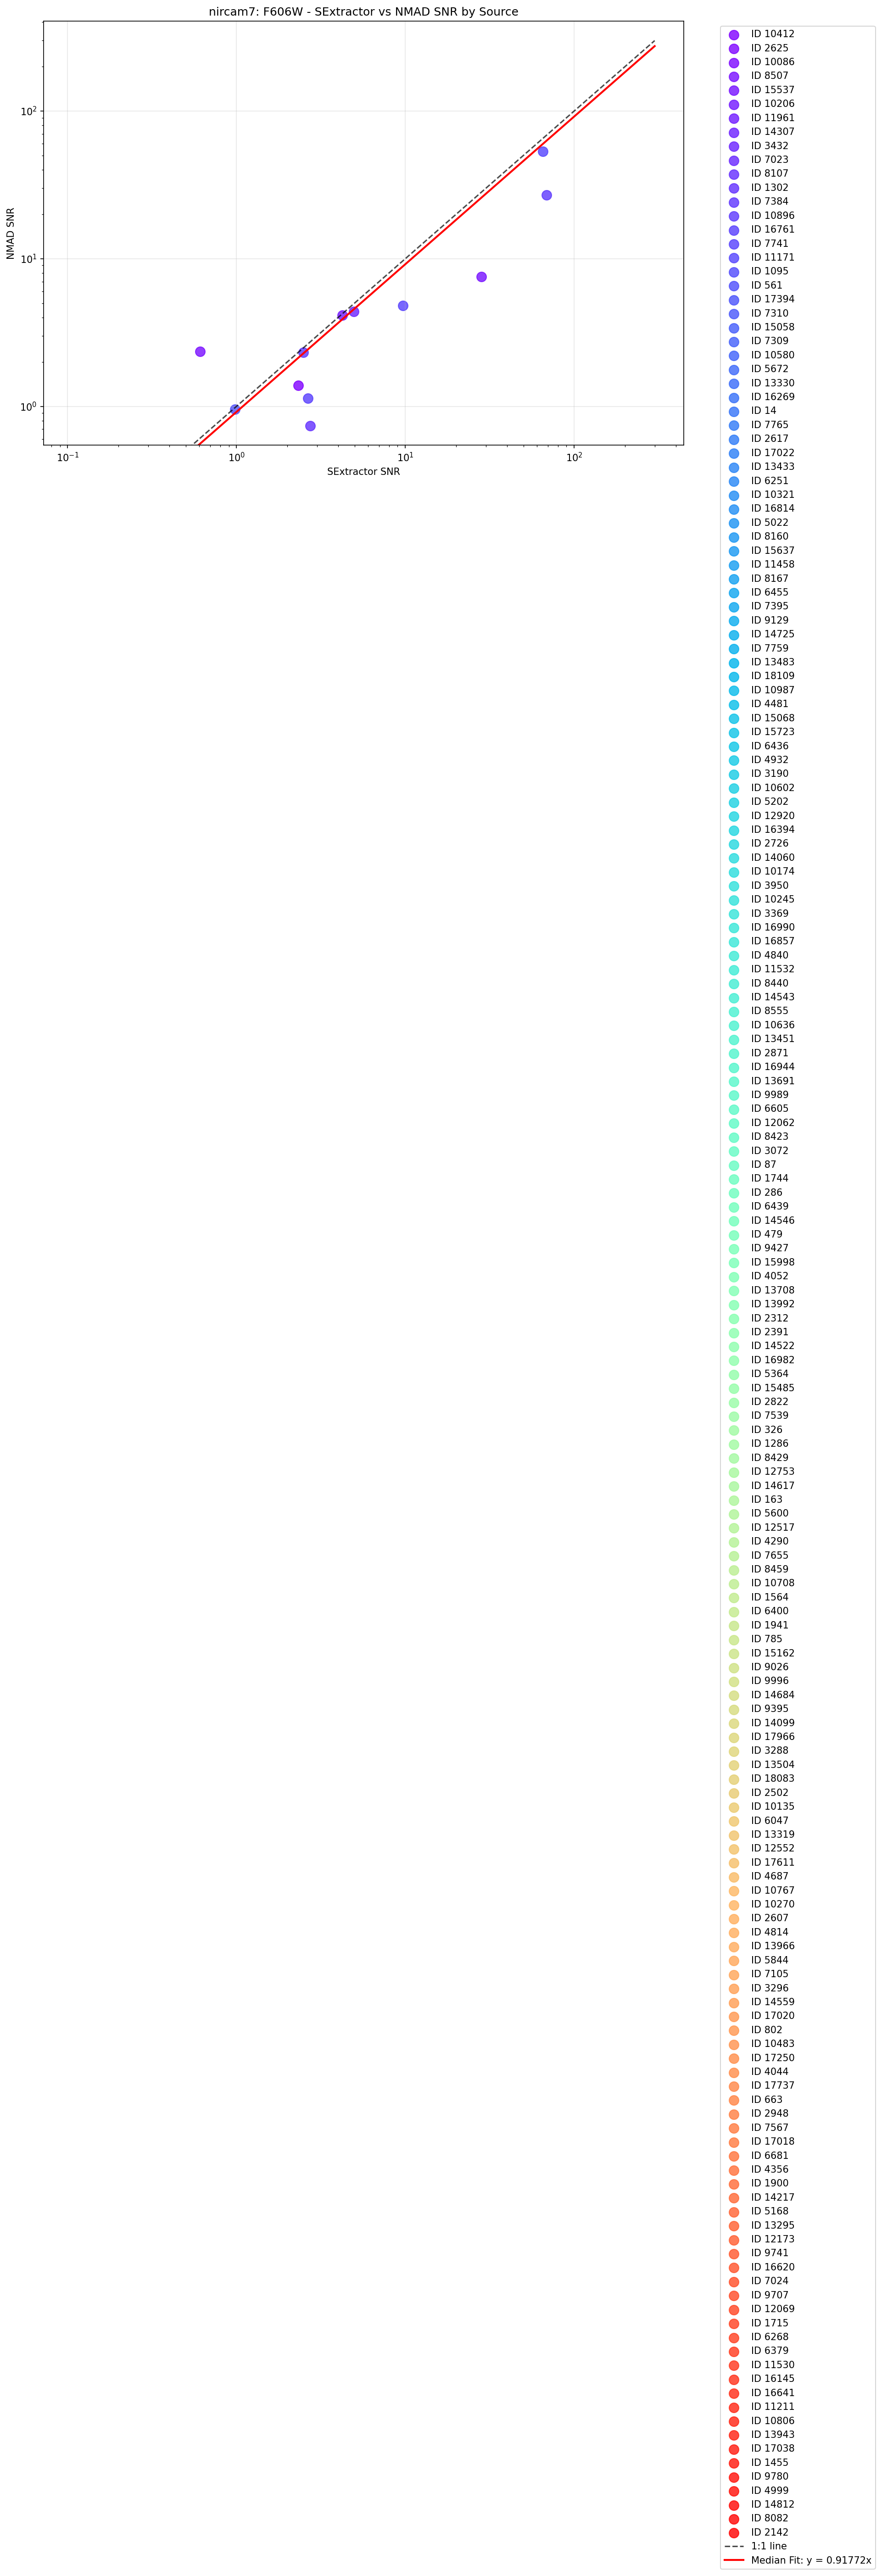 nircam7: F606W - SExtractor vs NMAD SNR by Source
NMAD SNR
10²
10¹
10⁰
10⁻¹
10⁰
10¹
10²
SExtractor SNR
ID 10412
ID 2625
ID 10086
ID 8507
ID 15537
ID 10206
ID 11961
ID 14307
ID 3432
ID 7023
ID 8107
ID 1302
ID 7384
ID 10896
ID 16761
ID 7741
ID 11171
ID 1095
ID 561
ID 17394
ID 7310
ID 15058
ID 7309
ID 10580
ID 5672
ID 13330
ID 16269
ID 14
ID 7765
ID 2617
ID 17022
ID 13433
ID 6251
ID 10321
ID 16814
ID 5022
ID 8160
ID 15637
ID 11458
ID 8167
ID 6455
ID 7395
ID 9129
ID 14725
ID 7759
ID 13483
ID 18109
ID 10987
ID 4481
ID 15068
ID 15723
ID 6436
ID 4932
ID 3190
ID 10602
ID 5202
ID 12920
ID 16394
ID 2726
ID 14060
ID 10174
ID 3950
ID 10245
ID 3369
ID 16990
ID 16857
ID 4840
ID 11532
ID 8440
ID 14543
ID 8555
ID 10636
ID 13451
ID 2871
ID 16944
ID 13691
ID 9989
ID 6605
ID 12062
ID 8423
ID 3072
ID 87
ID 1744
ID 286
ID 6439
ID 14546
ID 479
ID 9427
ID 15998
ID 4052
ID 13708
ID 13992
ID 2312
ID 2391
ID 14522
ID 16982
ID 5364
ID 15485
ID 2822
ID 7539
ID 326
ID 1286
ID 8429
ID 12753
ID 14617
ID 163
ID 5600
ID 12517
ID 4290
ID 7655
ID 8459
ID 10708
ID 1564
ID 6400
ID 1941
ID 785
ID 15162
ID 9026
ID 9996
ID 14684
ID 9395
ID 14099
ID 17966
ID 3288
ID 13504
ID 18083
ID 2502
ID 10135
ID 6047
ID 13319
ID 12552
ID 17611
ID 4687
ID 10767
ID 10270
ID 2607
ID 4814
ID 13966
ID 5844
ID 7105
ID 3296
ID 14559
ID 17020
ID 802
ID 10483
ID 17250
ID 4044
ID 17737
ID 663
ID 2948
ID 7567
ID 17018
ID 6681
ID 4356
ID 1900
ID 14217
ID 5168
ID 13295
ID 12173
ID 9741
ID 16620
ID 7024
ID 9707
ID 12069
ID 1715
ID 6268
ID 6379
ID 11530
ID 16145
ID 16641
ID 11211
ID 10806
ID 13943
ID 17038
ID 1455
ID 9780
ID 4999
ID 14812
ID 8082
ID 2142
1:1 line
Median Fit: y = 0.91772x